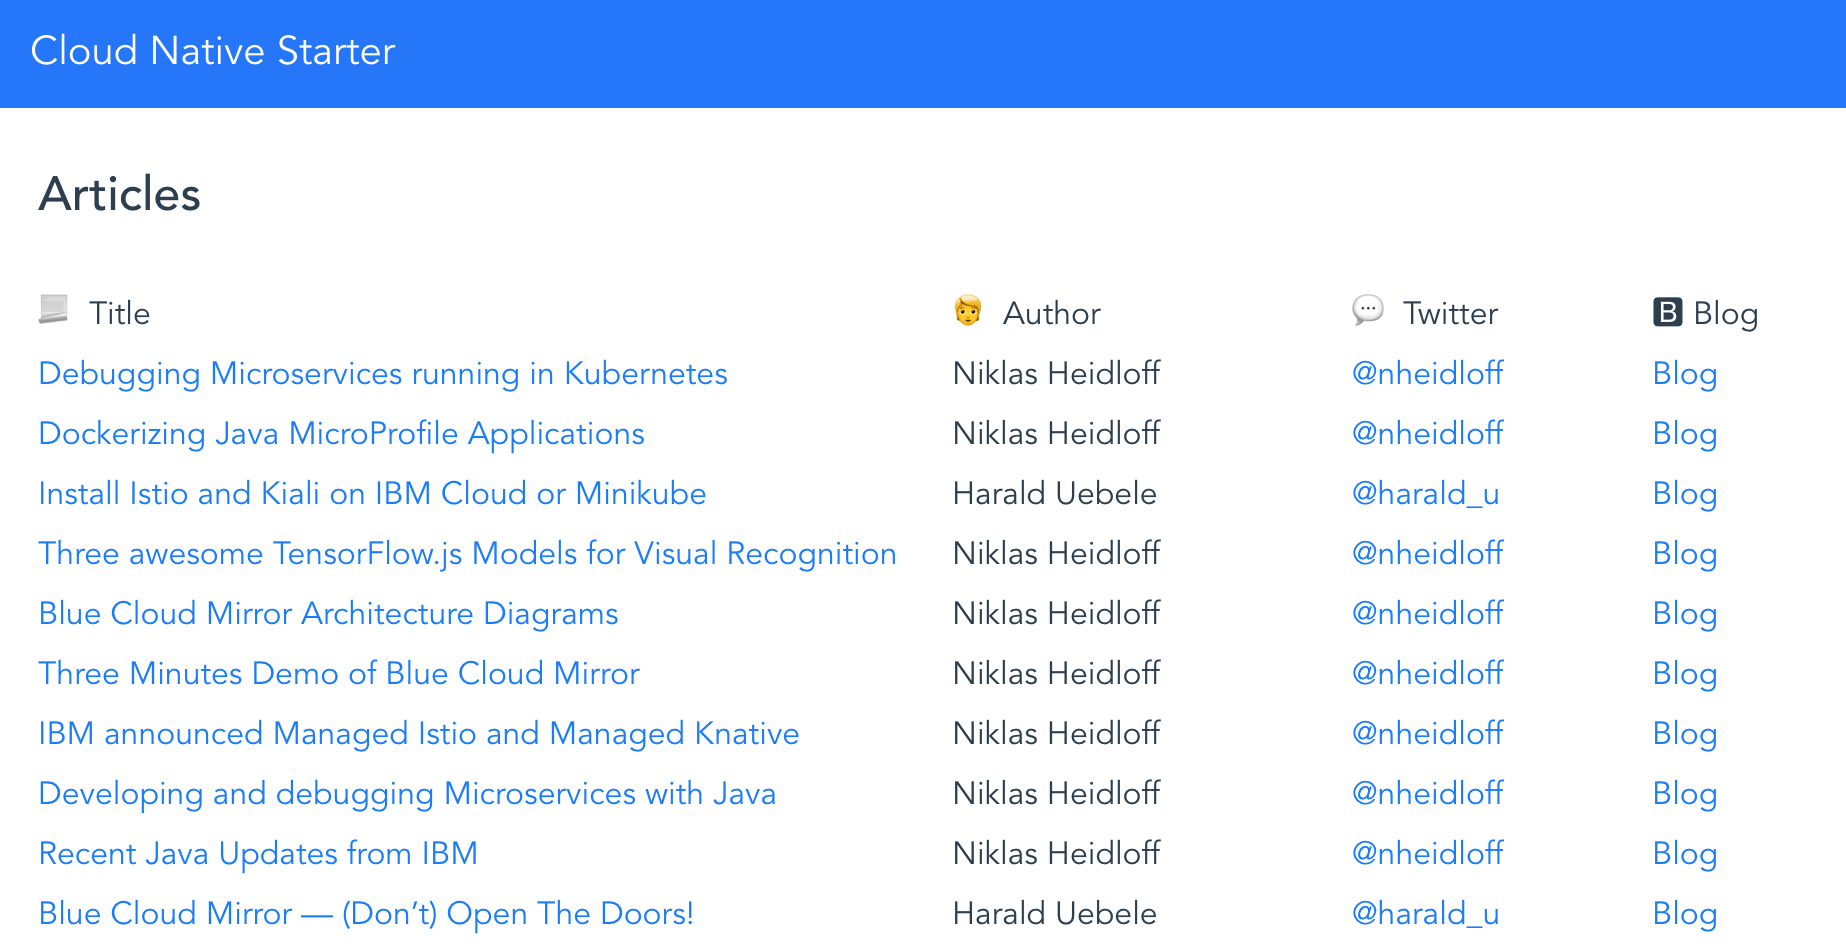 Cloud Native Starter
Articles
Title Author Twitter B Blog
Debugging Microservices running in Kubernetes Niklas Heidloff @nheidloff Blog
Dockerizing Java MicroProfile Applications Niklas Heidloff @nheidloff Blog
Install Istio and Kiali on IBM Cloud or Minikube Harald Uebele @harald_u Blog
Three awesome TensorFlow.js Models for Visual Recognition Niklas Heidloff @nheidloff Blog
Blue Cloud Mirror Architecture Diagrams Niklas Heidloff @nheidloff Blog
Three Minutes Demo of Blue Cloud Mirror Niklas Heidloff @nheidloff Blog
IBM announced Managed Istio and Managed Knative Niklas Heidloff @nheidloff Blog
Developing and debugging Microservices with Java Niklas Heidloff @nheidloff Blog
Recent Java Updates from IBM Niklas Heidloff @nheidloff Blog
Blue Cloud Mirror — (Don’t) Open The Doors! Harald Uebele @harald_u Blog